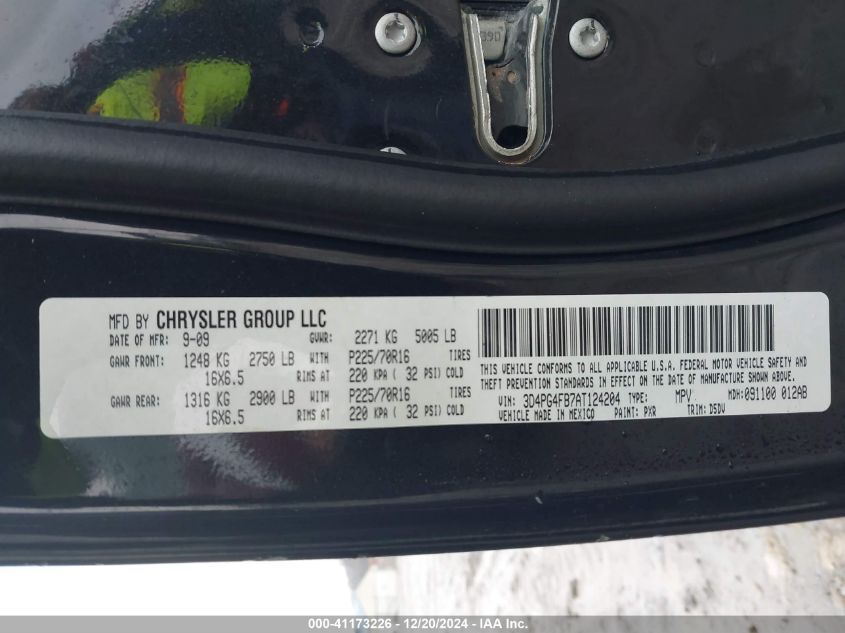 390
MFD BY CHRYSLER GROUP LLC
DATE OF MFR: 9-09 GVWR: 2271 KG 5005 LB
GAWR FRONT: 1248 KG 2750 LB WITH P225/70R16 TIRES
16X6.5 RIMS AT 220 KPA ( 32 PSI) COLD
GAWR REAR: 1316 KG 2900 LB WITH P225/70R16 TIRES
16X6.5 RIMS AT 220 KPA ( 32 PSI) COLD
THIS VEHICLE CONFORMS TO ALL APPLICABLE U.S.A. FEDERAL MOTOR VEHICLE SAFETY AND
THEFT PREVENTION STANDARDS IN EFFECT ON THE DATE OF MANUFACTURE SHOWN ABOVE.
VIN: 3D4PG4FB7AT124204 TYPE: MPV MDH:091100 012AB
VEHICLE MADE IN MEXICO PAINT: PXR TRIM: D5DV
000-41173226 - 12/20/2024 - IAA Inc.